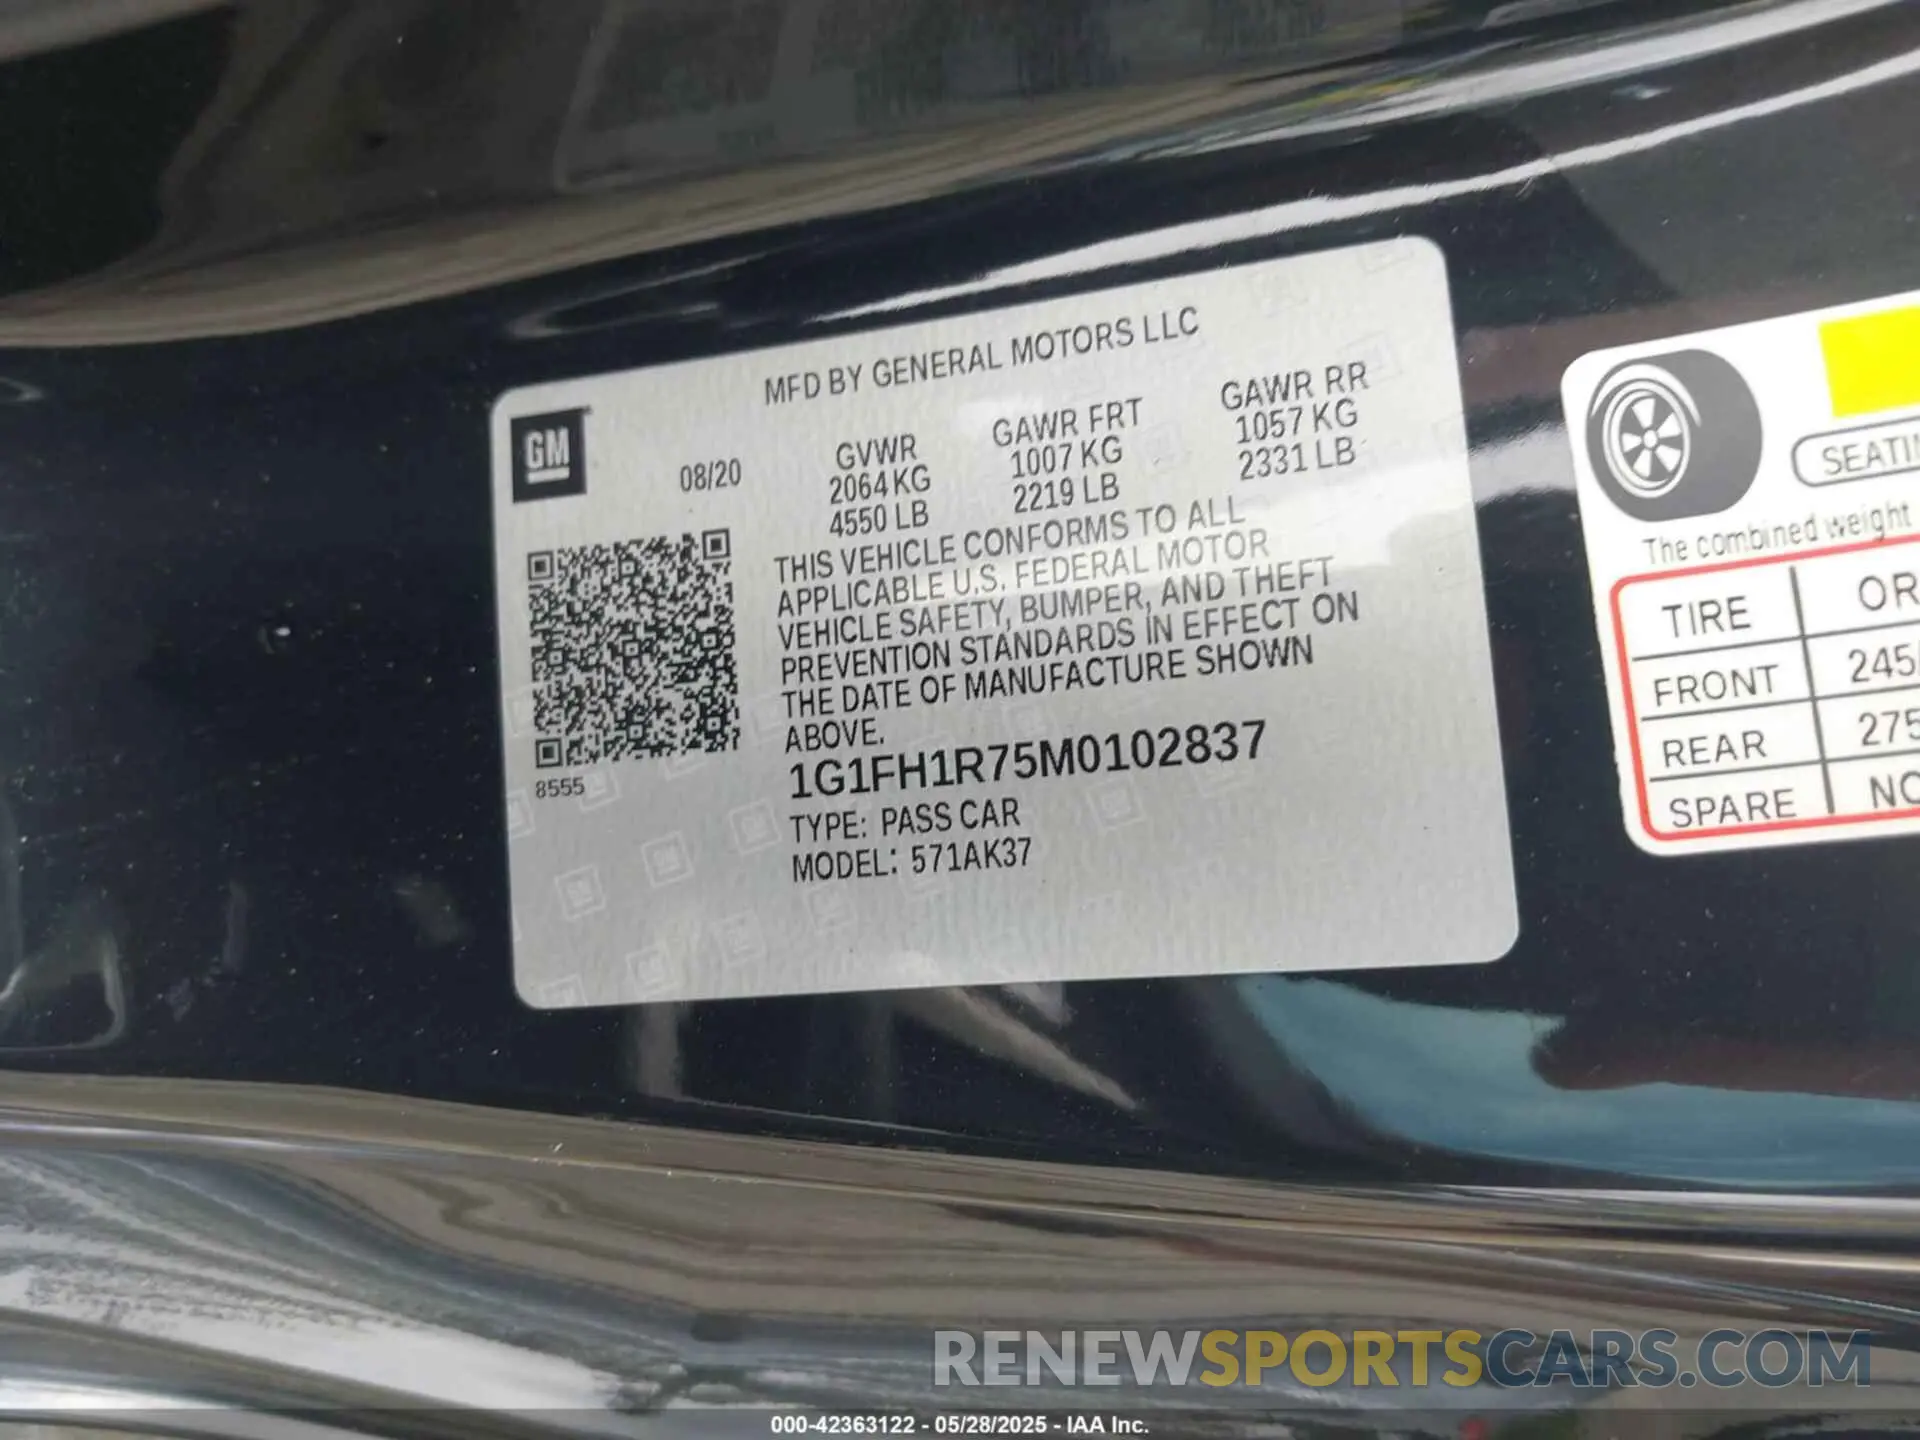 MFD BY GENERAL MOTORS LLC
GM
08/20
GVWR
2064 KG
4550 LB
GAWR FRT
1007 KG
2219 LB
GAWR RR
1057 KG
2331 LB
THIS VEHICLE CONFORMS TO ALL
APPLICABLE U.S. FEDERAL MOTOR
VEHICLE SAFETY, BUMPER, AND THEFT
PREVENTION STANDARDS IN EFFECT ON
THE DATE OF MANUFACTURE SHOWN
ABOVE.
8555
1G1FH1R75M0102837
TYPE: PASS CAR
MODEL: 571AK37
The combined weight
TIRE
FRONT 245/
REAR 275
SPARE
RENEWSPORTSCARS.COM
000-42363122 - 05/28/2025 - IAA Inc.